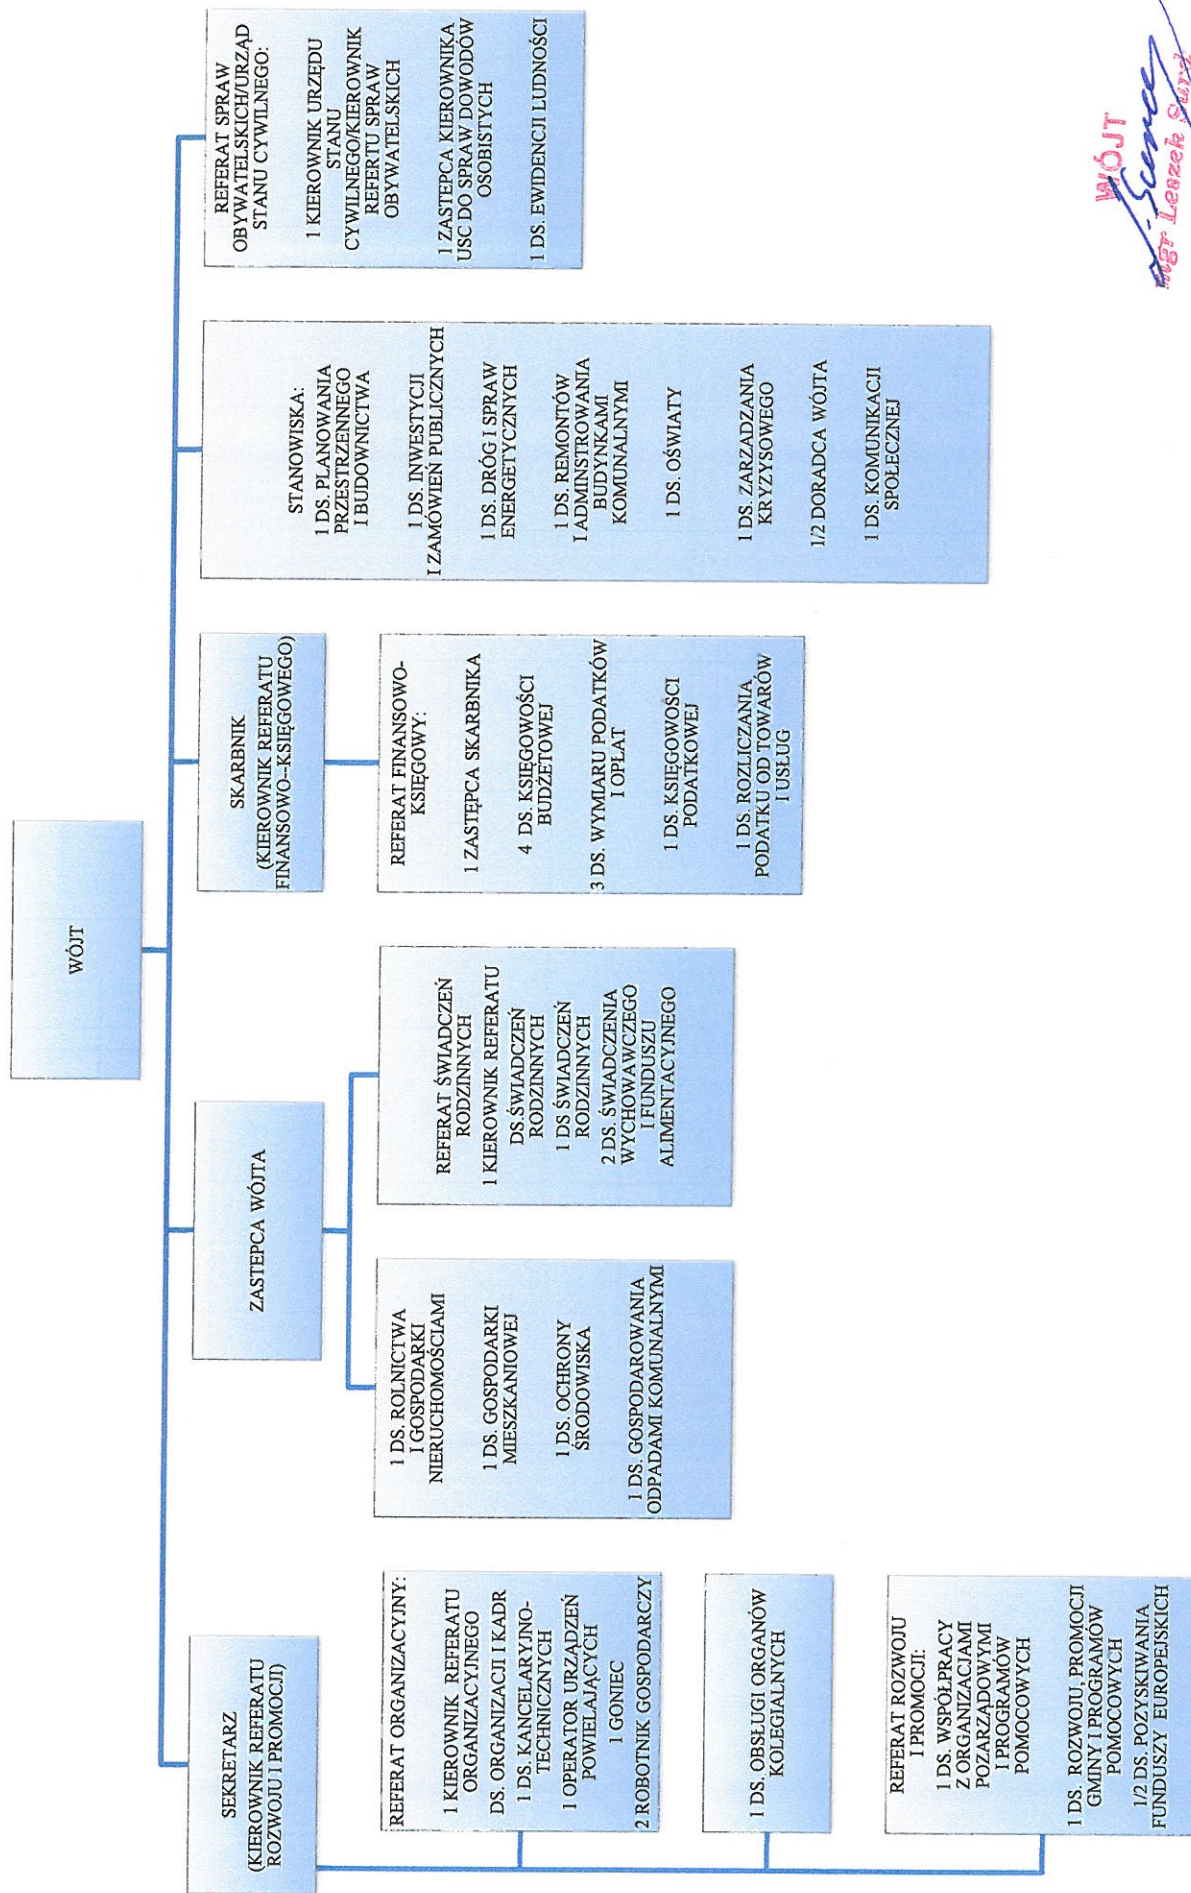 WÓJT
SEKRETARZ
(KIEROWNIK REFERATU
ROZWOJU I PROMOCJI)
ZASTEPCA WÓJTA
SKARBNIK
(KIEROWNIK REFERATU
FINANSOWO–KSIĘGOWEGO)
STANOWISKA:
1 DS. PLANOWANIA
PRZESTRZENNEGO
I BUDOWNICTWA
1 DS. INWESTYCJI
I ZAMÓWIEŃ PUBLICZNYCH
1 DS. DRÓG I SPRAW
ENERGETYCZNYCH
1 DS. REMONTÓW
I ADMINSTROWANIA
BUDYNKAMI
KOMUNALNYMI
1 DS. OŚWIATY
1 DS. ZARZADZANIA
KRYZYSOWEGO
1/2 DORADCA WÓJTA
1 DS. KOMUNIKACJI
SPOŁECZNEJ
REFERAT SPRAW
OBYWATELSKICH/URZĄD
STANU CYWILNEGO:
1 KIEROWNIK URZĘDU
STANU
CYWILNEGO/KIEROWNIK
REFERTU SPRAW
OBYWATELSKICH
1 ZASTEPCA KIEROWNIKA
USC DO SPRAW DOWODÓW
OSOBISTYCH
1 DS. EWIDENCJI LUDNOŚCI
REFERAT ORGANIZACYJNY:
1 KIEROWNIK REFERATU
ORGANIZACYJNEGO
DS. ORGANIZACJI I KADR
1 DS. KANCELARYJNO-
TECHNICZNYCH
1 OPERATOR URZĄDZEŃ
POWIELAJĄCYCH
1 GONIEC
2 ROBOTNIK GOSPODARCZY
1 DS. OBSŁUGI ORGANÓW
KOLEGIALNYCH
REFERAT ROZWOJU
I PROMOCJI:
1 DS. WSPÓŁPRACY
Z ORGANIZACJAMI
POZARZĄDOWYMI
I PROGRAMÓW
POMOCOWYCH
1 DS. ROZWOJU, PROMOCJI
GMINY I PROGRAMÓW
POMOCOWYCH
1/2 DS. POZYSKIWANIA
FUNDUSZY EUROPEJSKICH
1 DS. ROLNICTWA
I GOSPODARKI
NIERUCHOMOŚCIAMI
1 DS. GOSPODARKI
MIESZKANIOWEJ
1 DS. OCHRONY
ŚRODOWISKA
1 DS. GOSPODAROWANIA
ODPADAMI KOMUNALNYMI
REFERAT ŚWIADCZEŃ
RODZINNYCH
1 KIEROWNIK REFERATU
DS.ŚWIADCZEŃ
RODZINNYCH
1 DS ŚWIADCZEŃ
RODZINNYCH
2 DS. ŚWIADCZENIA
WYCHOWAWCZEGO
I FUNDUSZU
ALIMENTACYJNEGO
REFERAT FINANSOWO-
KSIĘGOWY:
1 ZASTĘPCA SKARBNIKA
4 DS. KSIĘGOWOŚCI
BUDZETOWEJ
3 DS. WYMIARU PODATKÓW
I OPŁAT
1 DS. KSIĘGOWOŚCI
PODATKOWEJ
1 DS. ROZLICZANIA
PODATKU OD TOWARÓW
I USŁUG
WÓJT
mgr Leszek